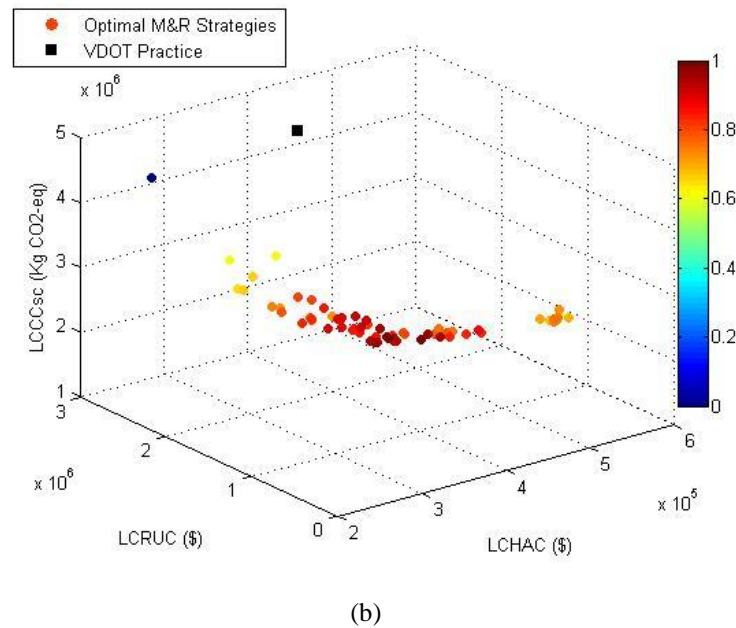 Optimal M&R Strategies
VDOT Practice
x 10^6
5
4
3
2
1
LCCCsc (Kg CO2-eq)
3
2
1
0
x 10^6
LCRUC ($)
2
3
4
5
6
x 10^5
LCHAC ($)
1
0.8
0.6
0.4
0.2
0
(b)